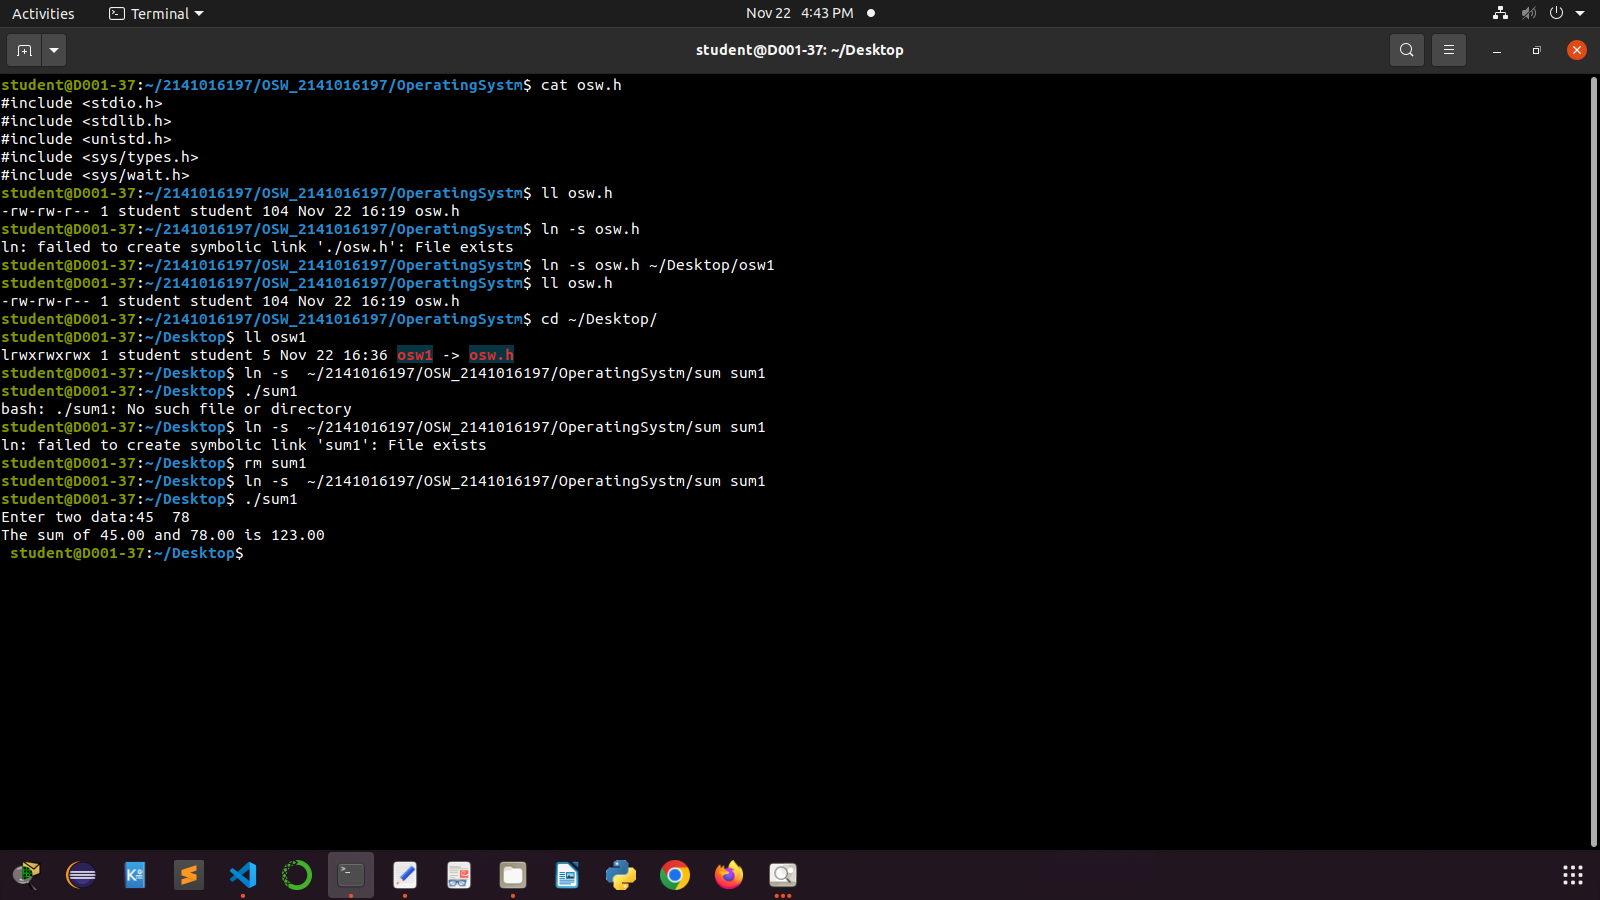 Activities Terminal Nov 22 4:43 PM
student@D001-37: ~/Desktop
student@D001-37:~/2141016197/OSW_2141016197/OperatingSystm$ cat osw.h
#include <stdio.h>
#include <stdlib.h>
#include <unistd.h>
#include <sys/types.h>
#include <sys/wait.h>
student@D001-37:~/2141016197/OSW_2141016197/OperatingSystm$ ll osw.h
-rw-rw-r-- 1 student student 104 Nov 22 16:19 osw.h
student@D001-37:~/2141016197/OSW_2141016197/OperatingSystm$ ln -s osw.h
ln: failed to create symbolic link './osw.h': File exists
student@D001-37:~/2141016197/OSW_2141016197/OperatingSystm$ ln -s osw.h ~/Desktop/osw1
student@D001-37:~/2141016197/OSW_2141016197/OperatingSystm$ ll osw.h
-rw-rw-r-- 1 student student 104 Nov 22 16:19 osw.h
student@D001-37:~/2141016197/OSW_2141016197/OperatingSystm$ cd ~/Desktop/
student@D001-37:~/Desktop$ ll osw1
lrwxrwxrwx 1 student student 5 Nov 22 16:36 osw1 -> osw.h
student@D001-37:~/Desktop$ ln -s  ~/2141016197/OSW_2141016197/OperatingSystm/sum sum1
student@D001-37:~/Desktop$ ./sum1
bash: ./sum1: No such file or directory
student@D001-37:~/Desktop$ ln -s  ~/2141016197/OSW_2141016197/OperatingSystm/sum sum1
ln: failed to create symbolic link 'sum1': File exists
student@D001-37:~/Desktop$ rm sum1
student@D001-37:~/Desktop$ ln -s  ~/2141016197/OSW_2141016197/OperatingSystm/sum sum1
student@D001-37:~/Desktop$ ./sum1
Enter two data:45  78
The sum of 45.00 and 78.00 is 123.00
 student@D001-37:~/Desktop$